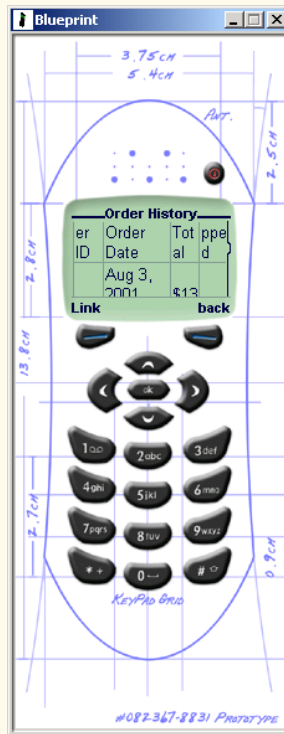 Blueprint
3.75CM
5.4CM
ANT.
2.5CM
Order History
er Order Tot ppe
ID Date al d
Aug 3,
2001 $13
Link back
2.8CM
13.8CM
ok
1 2abc 3def
4ghi 5jkl 6mno
7pqrs 8tuv 9wxyz
* + 0 #
2.7CM
0.9CM
KEYPAD GRID
#082367-8831 PROTOTYPE